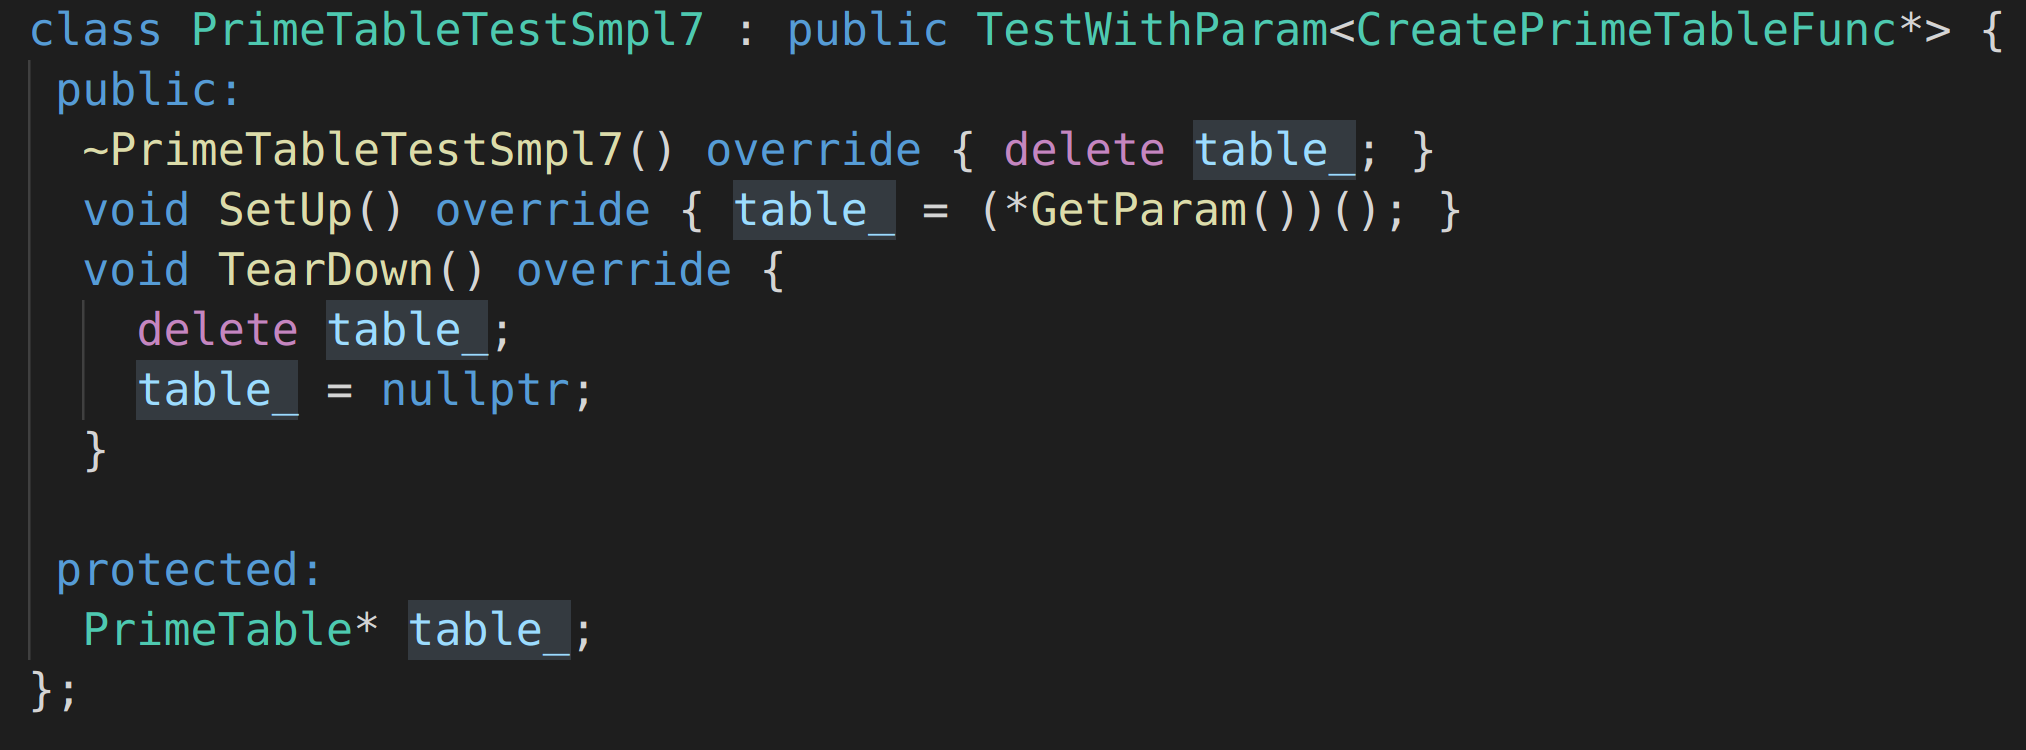 class PrimeTableTestSmpl7 : public TestWithParam<CreatePrimeTableFunc*> {
 public:
  ~PrimeTableTestSmpl7() override { delete table_; }
  void SetUp() override { table_ = (*GetParam())(); }
  void TearDown() override {
    delete table_;
    table_ = nullptr;
  }

 protected:
  PrimeTable* table_;
};